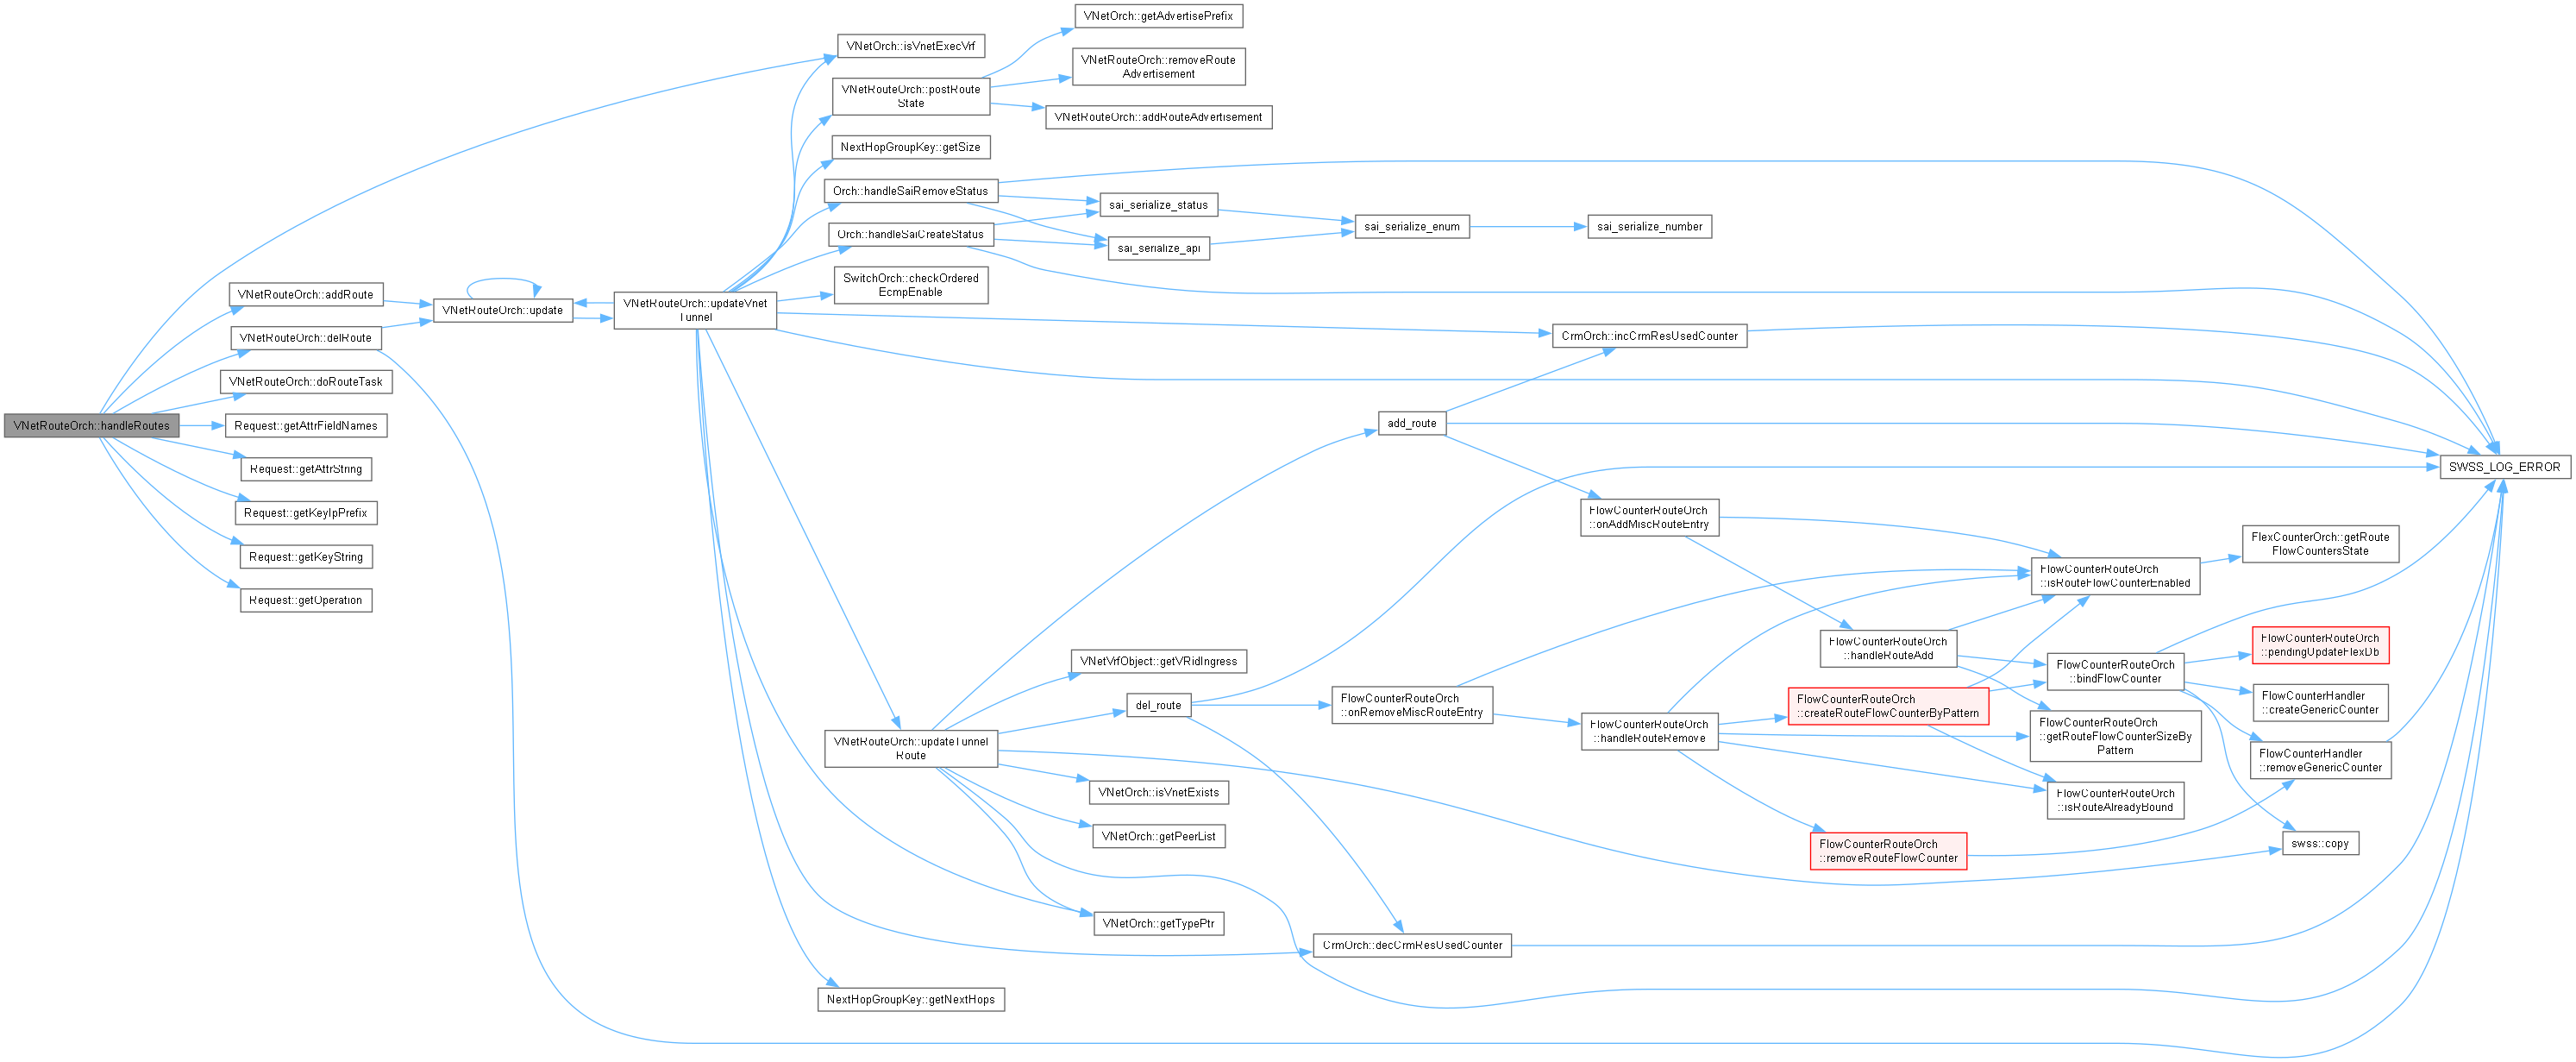 VNetRouteOrch::handleRoutes
VNetOrch::isVnetExecVrf
VNetRouteOrch::addRoute
VNetRouteOrch::delRoute
VNetRouteOrch::doRouteTask
Request::getAttrFieldNames
Request::getAttrString
Request::getKeyIpPrefix
Request::getKeyString
Request::getOperation
VNetRouteOrch::update
VNetRouteOrch::updateVnet
Tunnel
VNetRouteOrch::postRoute
State
VNetOrch::getAdvertisePrefix
VNetRouteOrch::removeRoute
Advertisement
VNetRouteOrch::addRouteAdvertisement
NextHopGroupKey::getSize
Orch::handleSaiRemoveStatus
Orch::handleSaiCreateStatus
sai_serialize_status
sai_serialize_api
sai_serialize_enum
sai_serialize_number
SwitchOrch::checkOrdered
EcmpEnable
CrmOrch::incCrmResUsedCounter
add_route
SWSS_LOG_ERROR
FlowCounterRouteOrch
::onAddMiscRouteEntry
FlowCounterRouteOrch
::isRouteFlowCounterEnabled
FlexCounterOrch::getRoute
FlowCountersState
FlowCounterRouteOrch
::handleRouteAdd
FlowCounterRouteOrch
::bindFlowCounter
FlowCounterRouteOrch
::pendingUpdateFlexDb
FlowCounterHandler
::createGenericCounter
FlowCounterHandler
::removeGenericCounter
swss::copy
VNetRouteOrch::updateTunnel
Route
VNetVrfObject::getVRidIngress
del_route
VNetOrch::isVnetExists
VNetOrch::getPeerList
VNetOrch::getTypePtr
FlowCounterRouteOrch
::onRemoveMiscRouteEntry
FlowCounterRouteOrch
::handleRouteRemove
FlowCounterRouteOrch
::createRouteFlowCounterByPattern
FlowCounterRouteOrch
::getRouteFlowCounterSizeBy
Pattern
FlowCounterRouteOrch
::isRouteAlreadyBound
FlowCounterRouteOrch
::removeRouteFlowCounter
CrmOrch::decCrmResUsedCounter
NextHopGroupKey::getNextHops